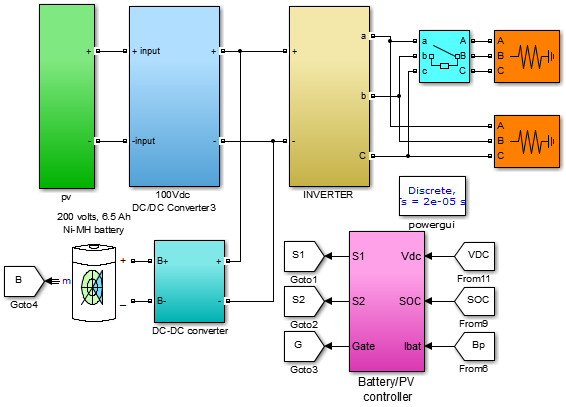 +
-
pv
+ input
-input
+
-
100Vdc
DC/DC Converter3
+
-
a
b
C
INVERTER
a
b
c
A
B
C
A
B
C
A
B
C
Discrete,
s = 2e-05 s
powergui
200 volts, 6.5 Ah
Ni-MH battery
B
Goto4
m
+
_
B+
B-
+
-
DC-DC converter
S1
Goto1
S2
Goto2
G
Goto3
S1
S2
Gate
Vdc
SOC
Ibat
Battery/PV
controller
VDC
From11
SOC
From9
Bp
From6